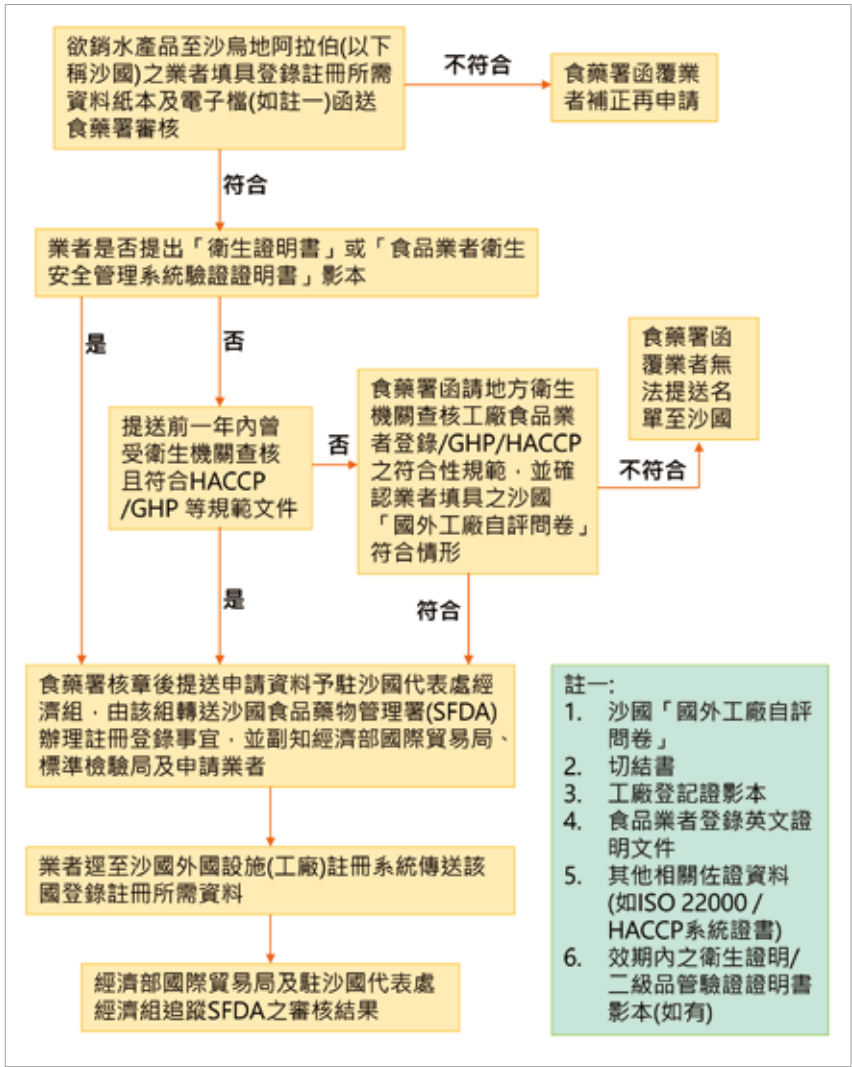 欲銷水產品至沙烏地阿拉伯(以下
稱沙國)之業者填具登錄註冊所需
資料紙本及電子檔(如註一)函送
食藥署審核
不符合
食藥署函覆業
者補正再申請
符合
業者是否提出「衛生證明書」或「食品業者衛生
安全管理系統驗證證明書」影本
是
否
提送前一年內曾
受衛生機關查核
且符合HACCP
/GHP 等規範文件
否
食藥署函請地方衛生
機關查核工廠食品業
者登錄/GHP/HACCP
之符合性規範，並確
認業者填具之沙國
「國外工廠自評問卷」
符合情形
不符合
食藥署函
覆業者無
法提送名
單至沙國
是
符合
食藥署核章後提送申請資料予駐沙國代表處經
濟組，由該組轉送沙國食品藥物管理署(SFDA)
辦理註冊登錄事宜，並副知經濟部國際貿易局、
標準檢驗局及申請業者
業者逕至沙國外國設施(工廠)註冊系統傳送該
國登錄註冊所需資料
經濟部國際貿易局及駐沙國代表處
經濟組追蹤SFDA之審核結果
註一:
1. 沙國「國外工廠自評
問卷」
2. 切結書
3. 工廠登記證影本
4. 食品業者登錄英文證
明文件
5. 其他相關佐證資料
(如ISO 22000 /
HACCP系統證書)
6. 效期內之衛生證明/
二級品管驗證證明書
影本(如有)